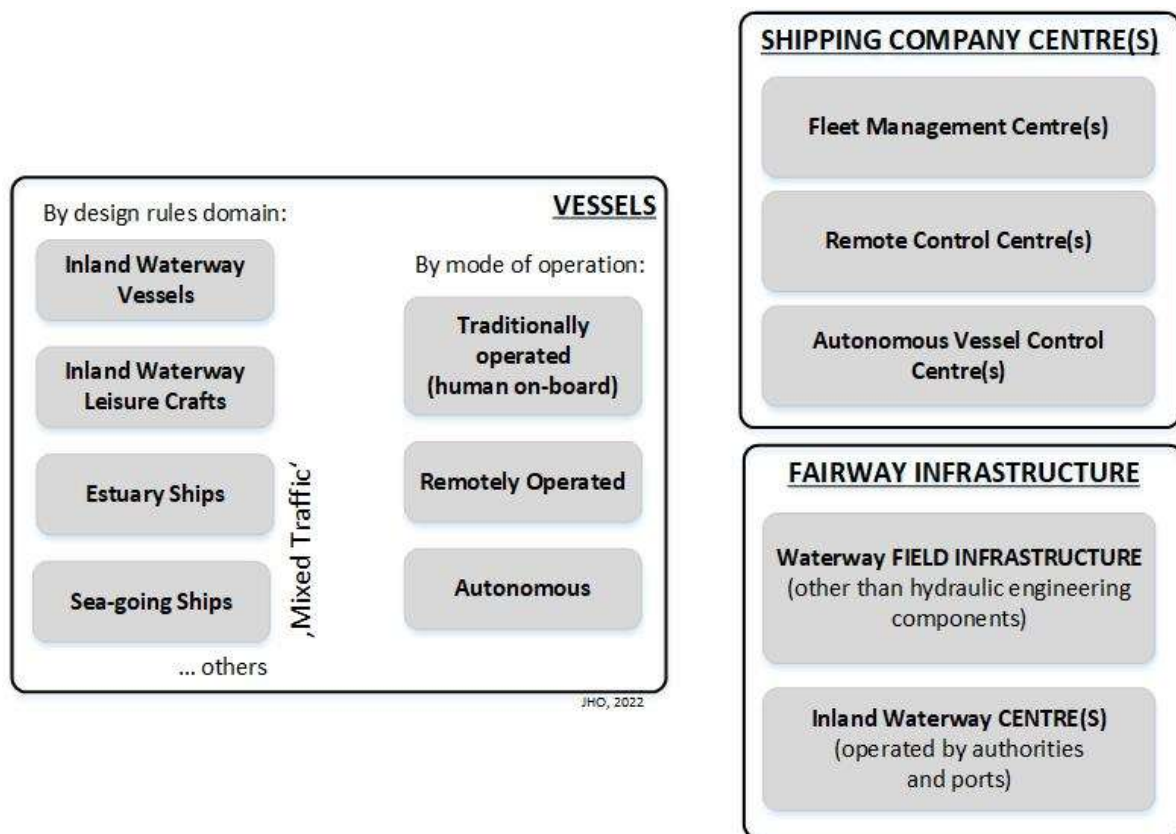 SHIPPING COMPANY CENTRE(S)
Fleet Management Centre(s)
Remote Control Centre(s)
Autonomous Vessel Control
Centre(s)
VESSELS
By design rules domain:
Inland Waterway
Vessels
Inland Waterway
Leisure Crafts
Estuary Ships
Sea-going Ships
... others
‚Mixed Traffic‘
By mode of operation:
Traditionally
operated
(human on-board)
Remotely Operated
Autonomous
JHO, 2022
FAIRWAY INFRASTRUCTURE
Waterway FIELD INFRASTRUCTURE
(other than hydraulic engineering
components)
Inland Waterway CENTRE(S)
(operated by authorities
and ports)